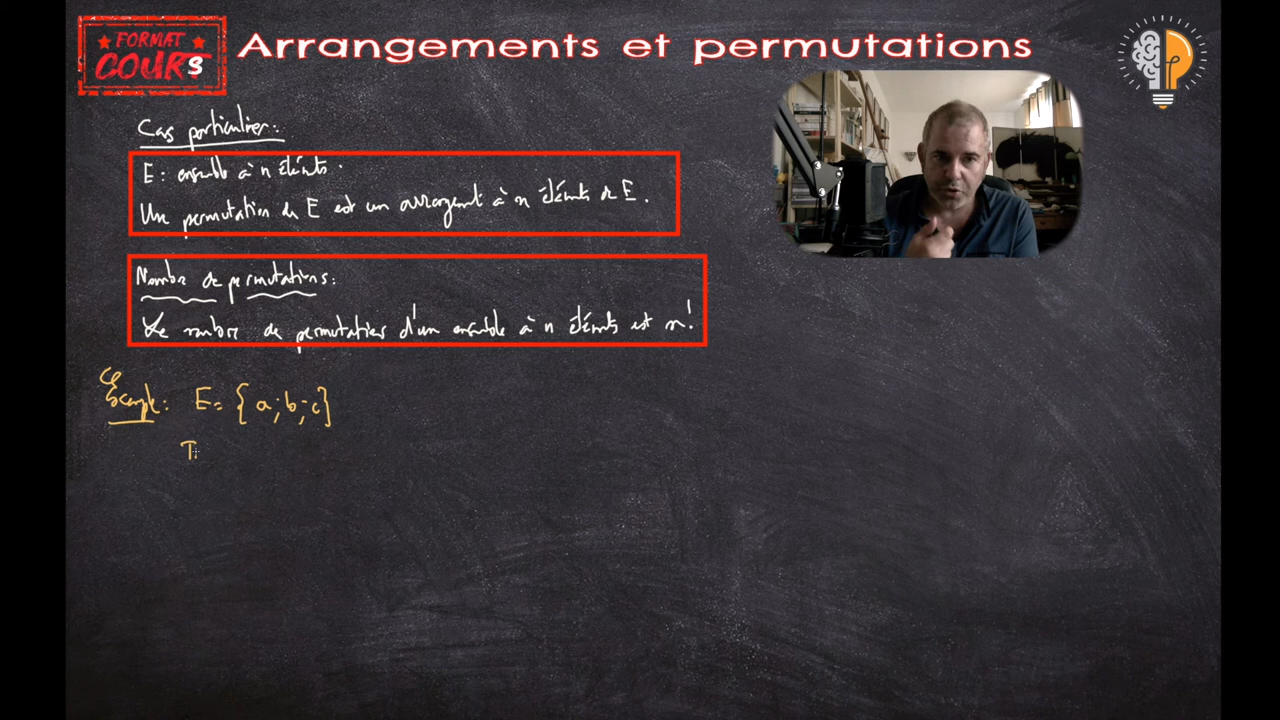 FORMAT
COURs
Arrangements et permutations
Cas particulier:
E: ensemble à n éléments.
Une permutation de E est un arrangement à n éléments de E.
Nombre de permutations:
Le nombre de permutations d'un ensemble à n éléments est n!
Exemple: E = {a; b; c}
T